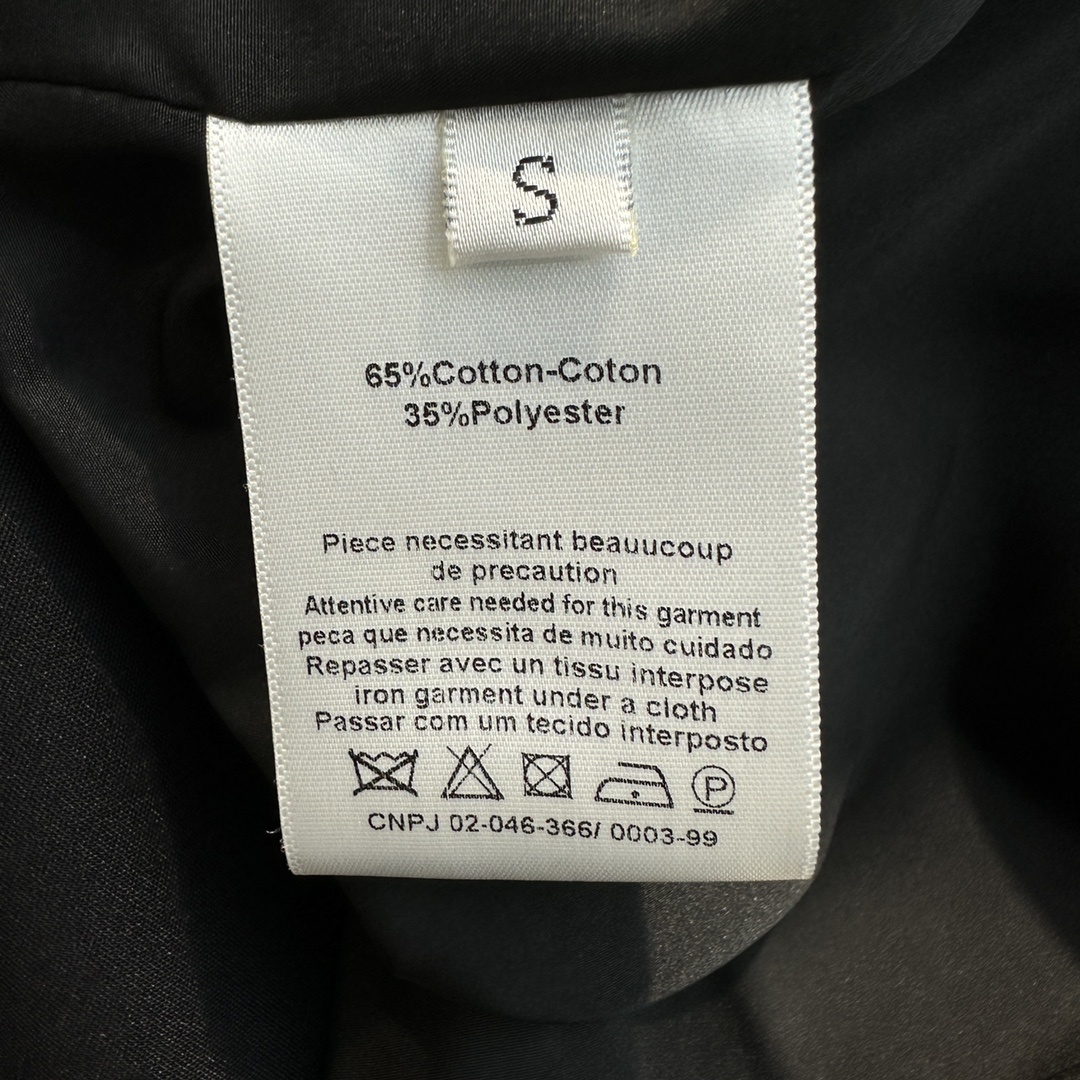 S
65%Cotton-Coton
35%Polyester
Piece necessitant beauucoup
de precaution
Attentive care needed for this garment
peca que necessita de muito cuidado
Repasser avec un tissu interpose
iron garment under a cloth
Passar com um tecido interposto
P
CNPJ 02-046-366/ 0003-99